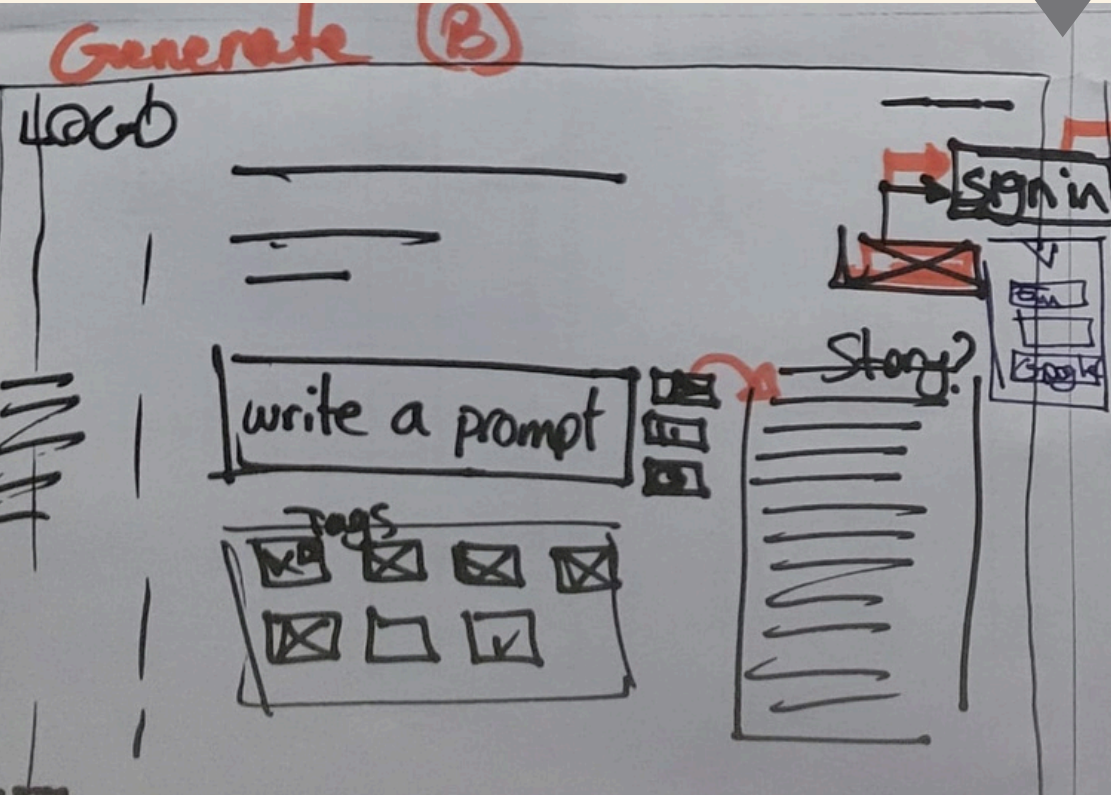 Generate B
LOGO
Sign in
Story?
write a prompt
Tags